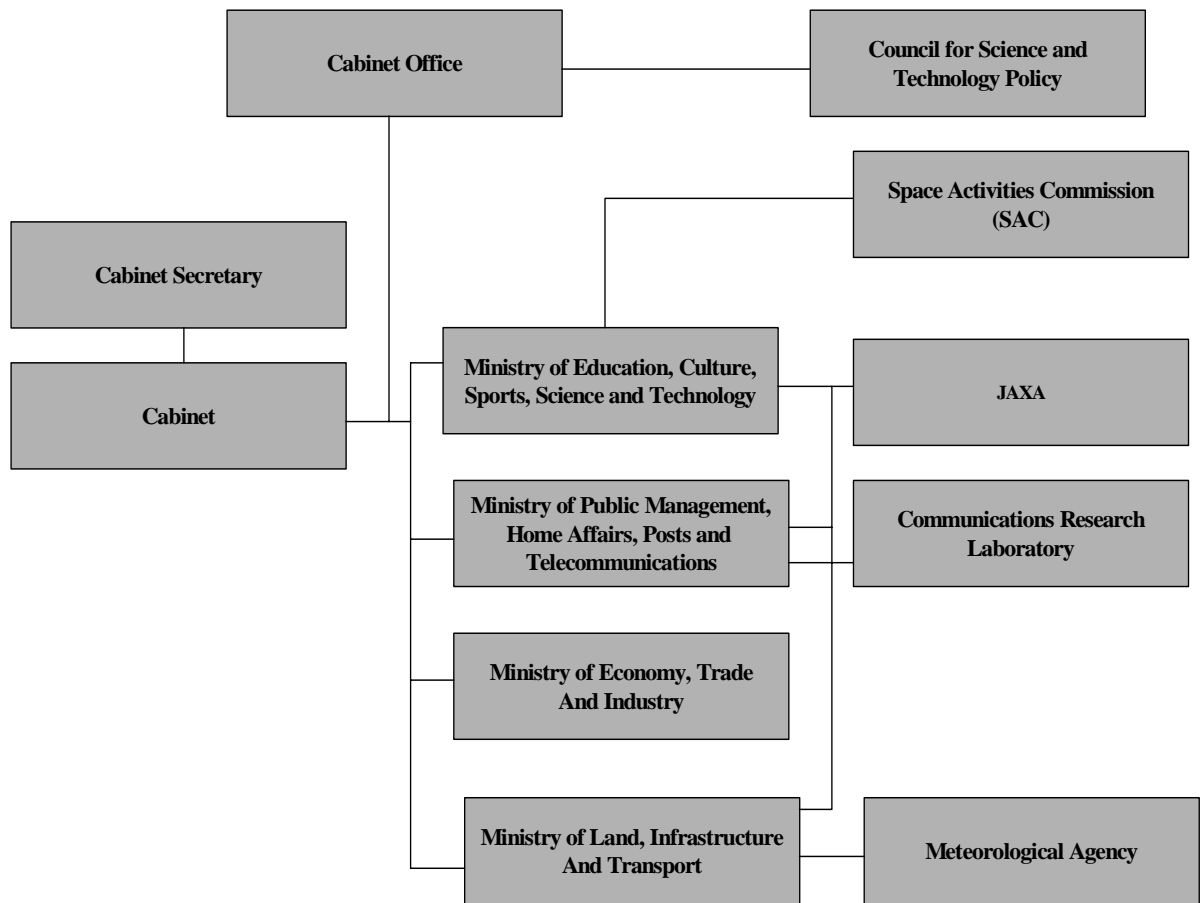 Cabinet Office
Council for Science and
Technology Policy
Space Activities Commission
(SAC)
Cabinet Secretary
Cabinet
Ministry of Education, Culture,
Sports, Science and Technology
JAXA
Ministry of Public Management,
Home Affairs, Posts and
Telecommunications
Communications Research
Laboratory
Ministry of Economy, Trade
And Industry
Ministry of Land, Infrastructure
And Transport
Meteorological Agency